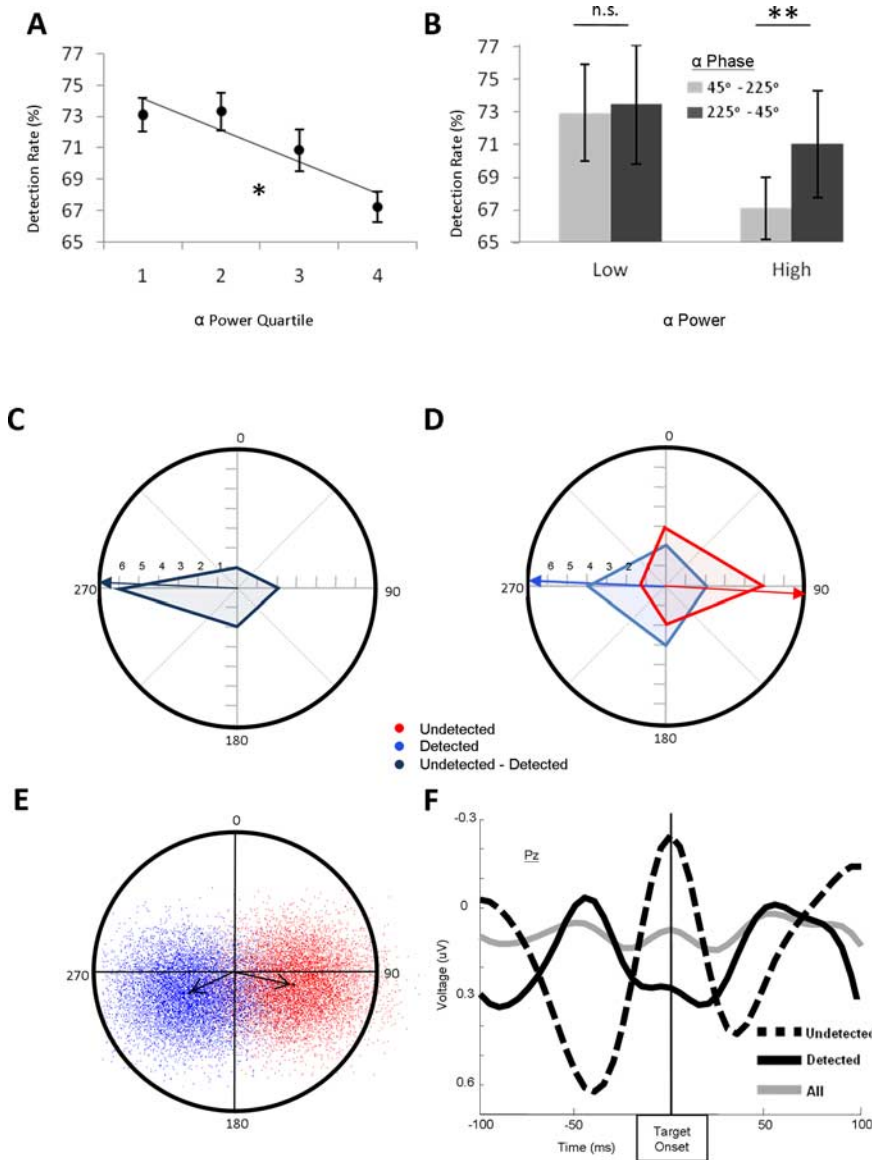 A
77
75
73
71
69
67
65
Detection Rate (%)
*
1 2 3 4
α Power Quartile
B
n.s. **
77
75
73
71
69
67
65
Detection Rate (%)
α Phase
45° -225°
225° -45°
Low High
α Power
C
0
6 5 4 3 2 1
270 90
180
D
0
6 5 4 3 2
270 90
180
Undetected
Detected
Undetected - Detected
E
0
270 90
180
F
-0.3
0
0.3
0.6
Voltage (uV)
Pz
Undetected
Detected
All
-100 -50 50 100
Time (ms)
Target
Onset